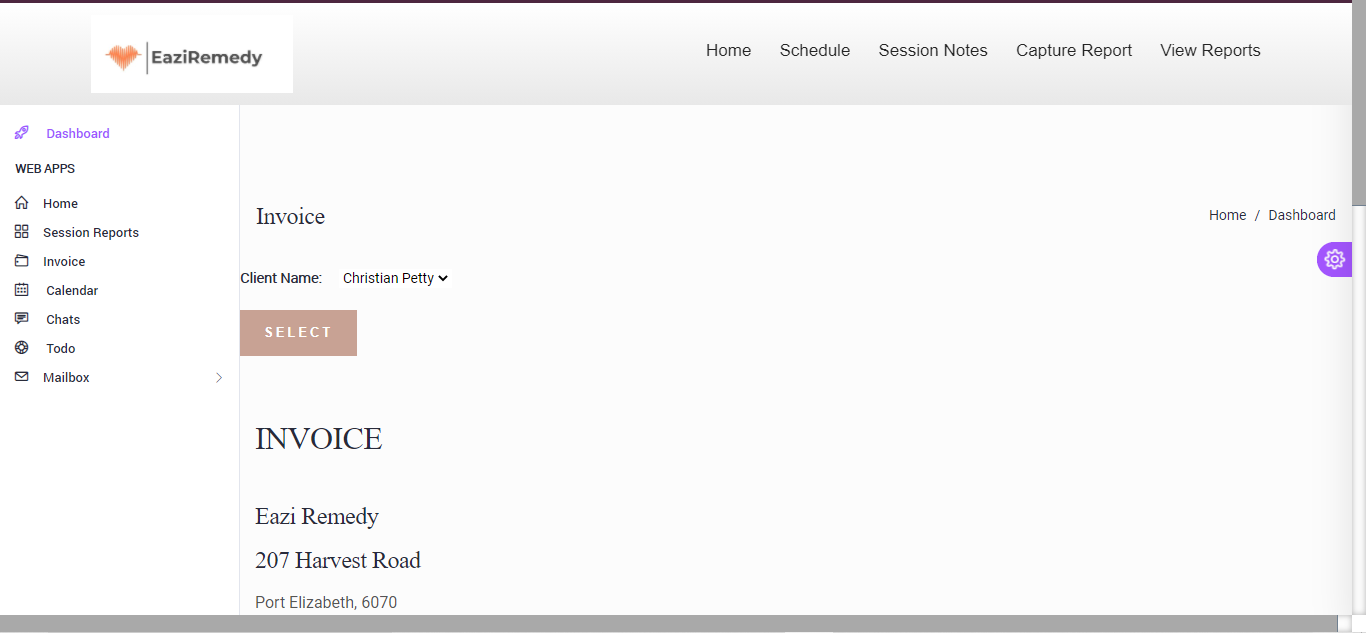 EaziRemedy
Home Schedule Session Notes Capture Report View Reports
Dashboard
WEB APPS
Home
Session Reports
Invoice
Calendar
Chats
Todo
Mailbox
Invoice
Home / Dashboard
Client Name: Christian Petty
SELECT
INVOICE
Eazi Remedy
207 Harvest Road
Port Elizabeth, 6070